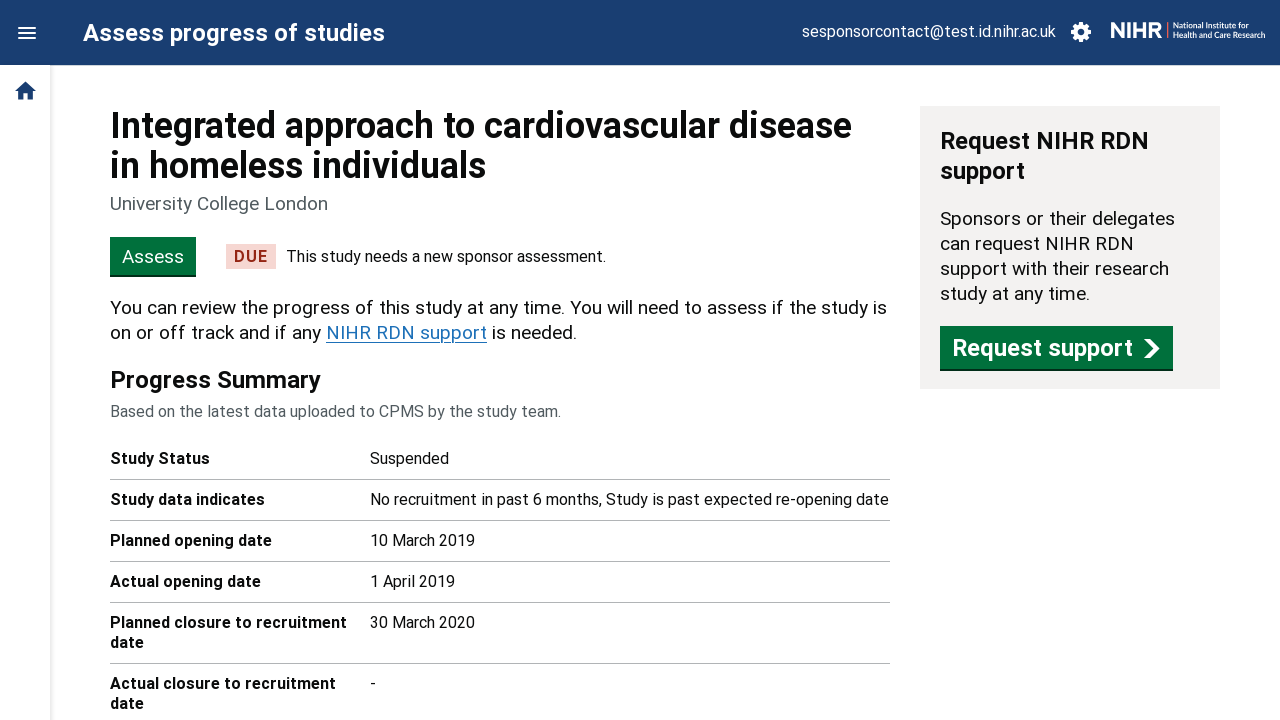 Assess progress of studies
sesponsorcontact@test.id.nihr.ac.uk
NIHR | National Institute for
Health and Care Research
Integrated approach to cardiovascular disease
in homeless individuals
University College London
Assess
DUE
This study needs a new sponsor assessment.
You can review the progress of this study at any time. You will need to assess if the study is
on or off track and if any NIHR RDN support is needed.
Progress Summary
Based on the latest data uploaded to CPMS by the study team.
Study Status
Suspended
Study data indicates
No recruitment in past 6 months, Study is past expected re-opening date
Planned opening date
10 March 2019
Actual opening date
1 April 2019
Planned closure to recruitment
date
30 March 2020
Actual closure to recruitment
date
-
Request NIHR RDN
support
Sponsors or their delegates
can request NIHR RDN
support with their research
study at any time.
Request support